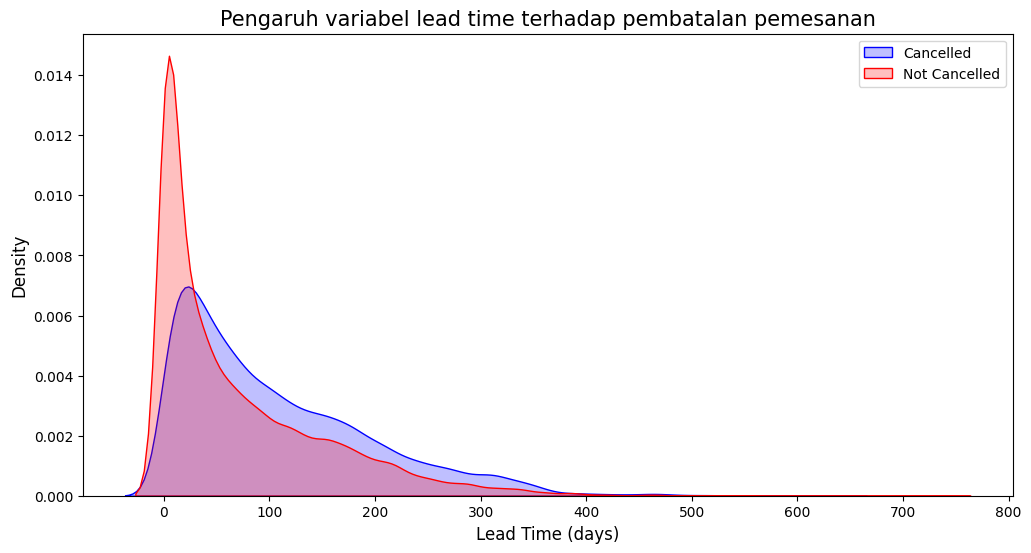 Pengaruh variabel lead time terhadap pembatalan pemesanan
Cancelled
Not Cancelled
0.014
0.012
0.010
0.008
0.006
0.004
0.002
0.000
Density
0 100 200 300 400 500 600 700 800
Lead Time (days)